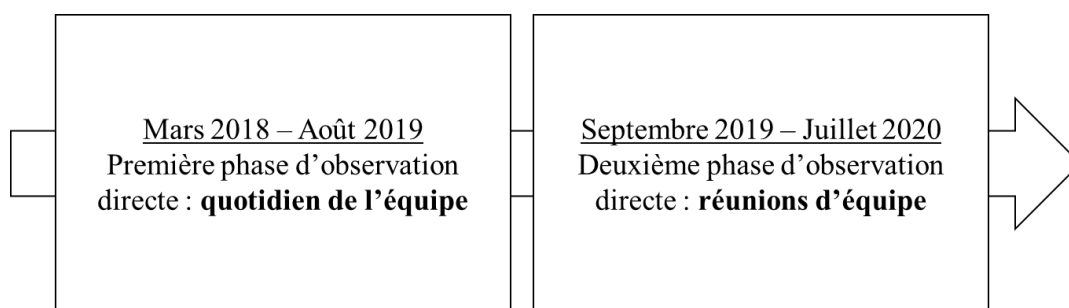 Mars 2018 – Août 2019
Première phase d’observation
directe : quotidien de l’équipe
Septembre 2019 – Juillet 2020
Deuxième phase d’observation
directe : réunions d’équipe